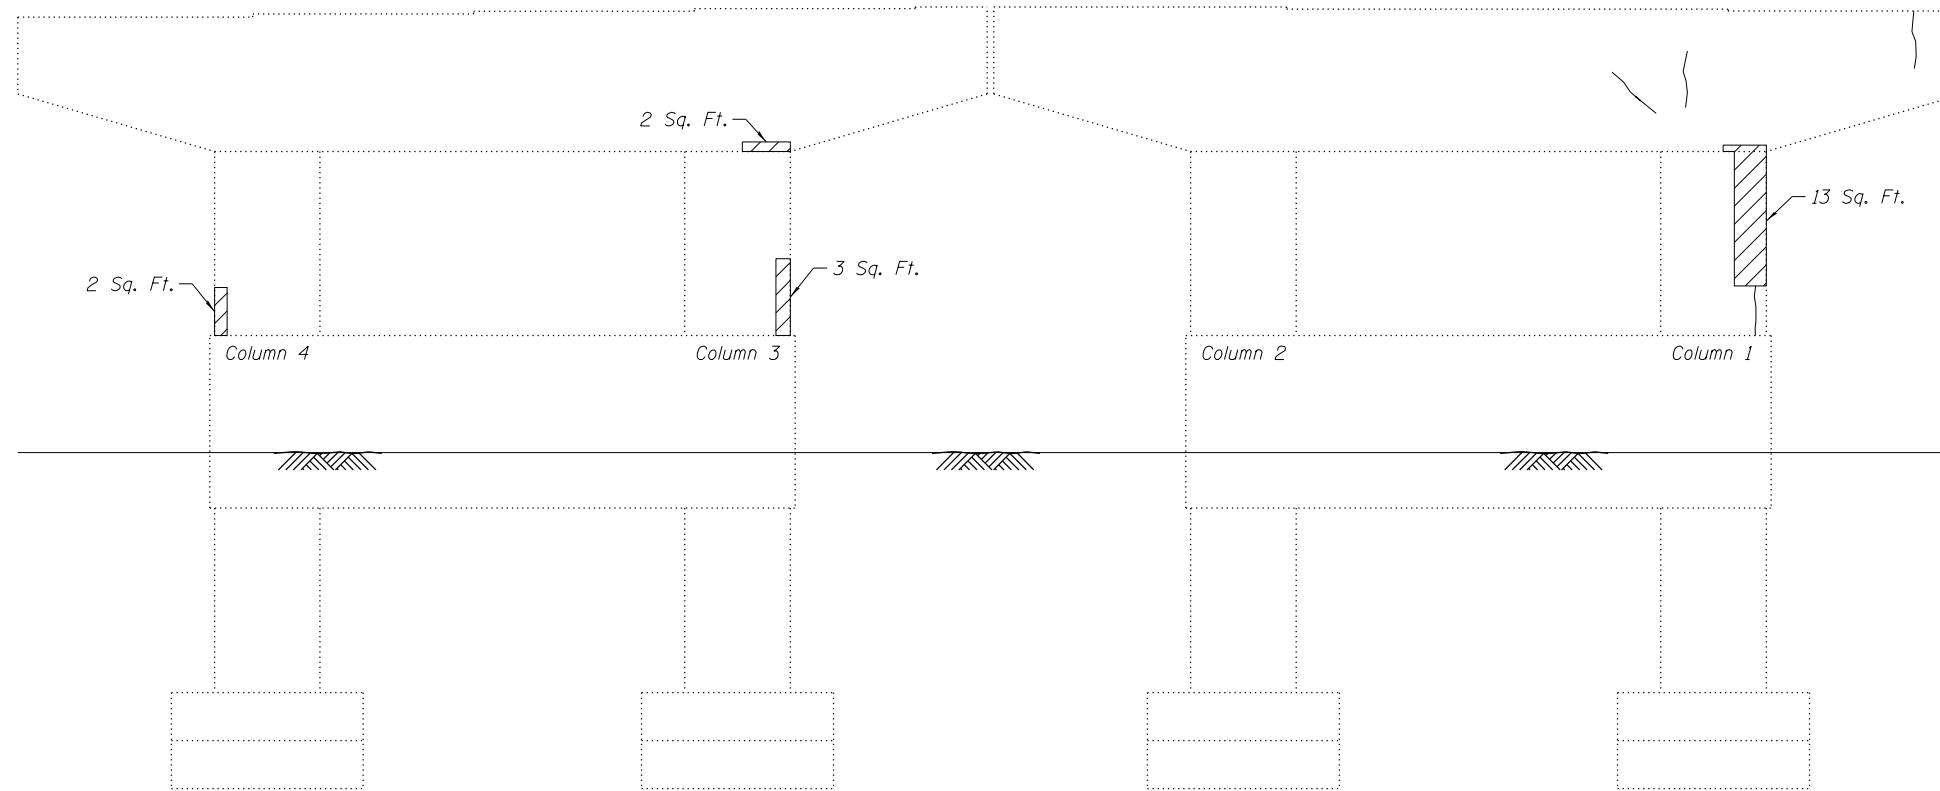 2 Sq. Ft.
13 Sq. Ft.
3 Sq. Ft.
2 Sq. Ft.
Column 4
Column 3
Column 2
Column 1